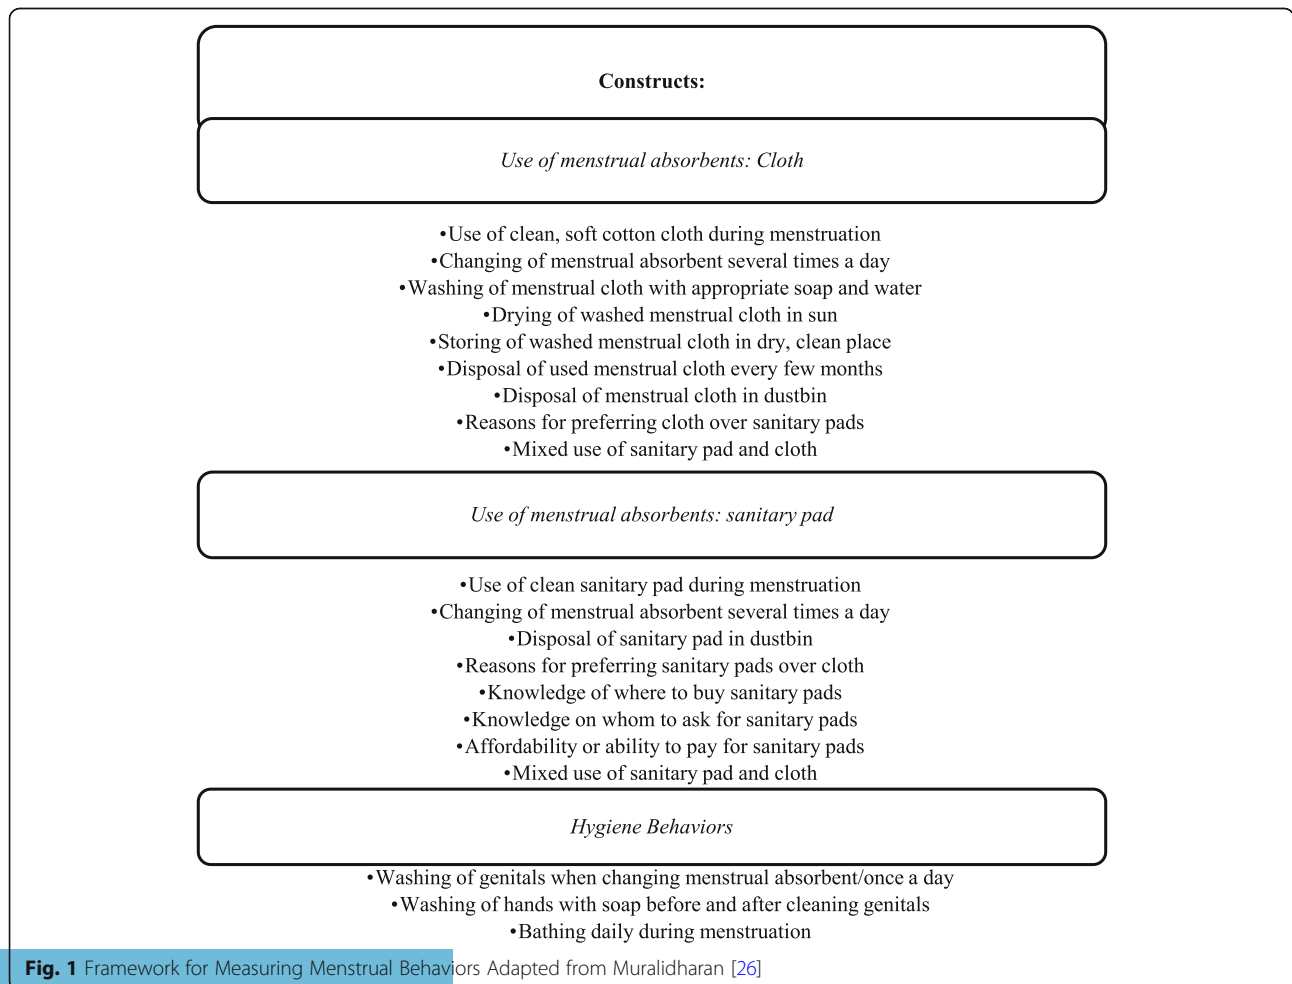 Constructs:
Use of menstrual absorbents: Cloth
•Use of clean, soft cotton cloth during menstruation
•Changing of menstrual absorbent several times a day
•Washing of menstrual cloth with appropriate soap and water
•Drying of washed menstrual cloth in sun
•Storing of washed menstrual cloth in dry, clean place
•Disposal of used menstrual cloth every few months
•Disposal of menstrual cloth in dustbin
•Reasons for preferring cloth over sanitary pads
•Mixed use of sanitary pad and cloth
Use of menstrual absorbents: sanitary pad
•Use of clean sanitary pad during menstruation
•Changing of menstrual absorbent several times a day
•Disposal of sanitary pad in dustbin
•Reasons for preferring sanitary pads over cloth
•Knowledge of where to buy sanitary pads
•Knowledge on whom to ask for sanitary pads
•Affordability or ability to pay for sanitary pads
•Mixed use of sanitary pad and cloth
Hygiene Behaviors
•Washing of genitals when changing menstrual absorbent/once a day
•Washing of hands with soap before and after cleaning genitals
•Bathing daily during menstruation
Fig. 1 Framework for Measuring Menstrual Behaviors Adapted from Muralidharan [26]